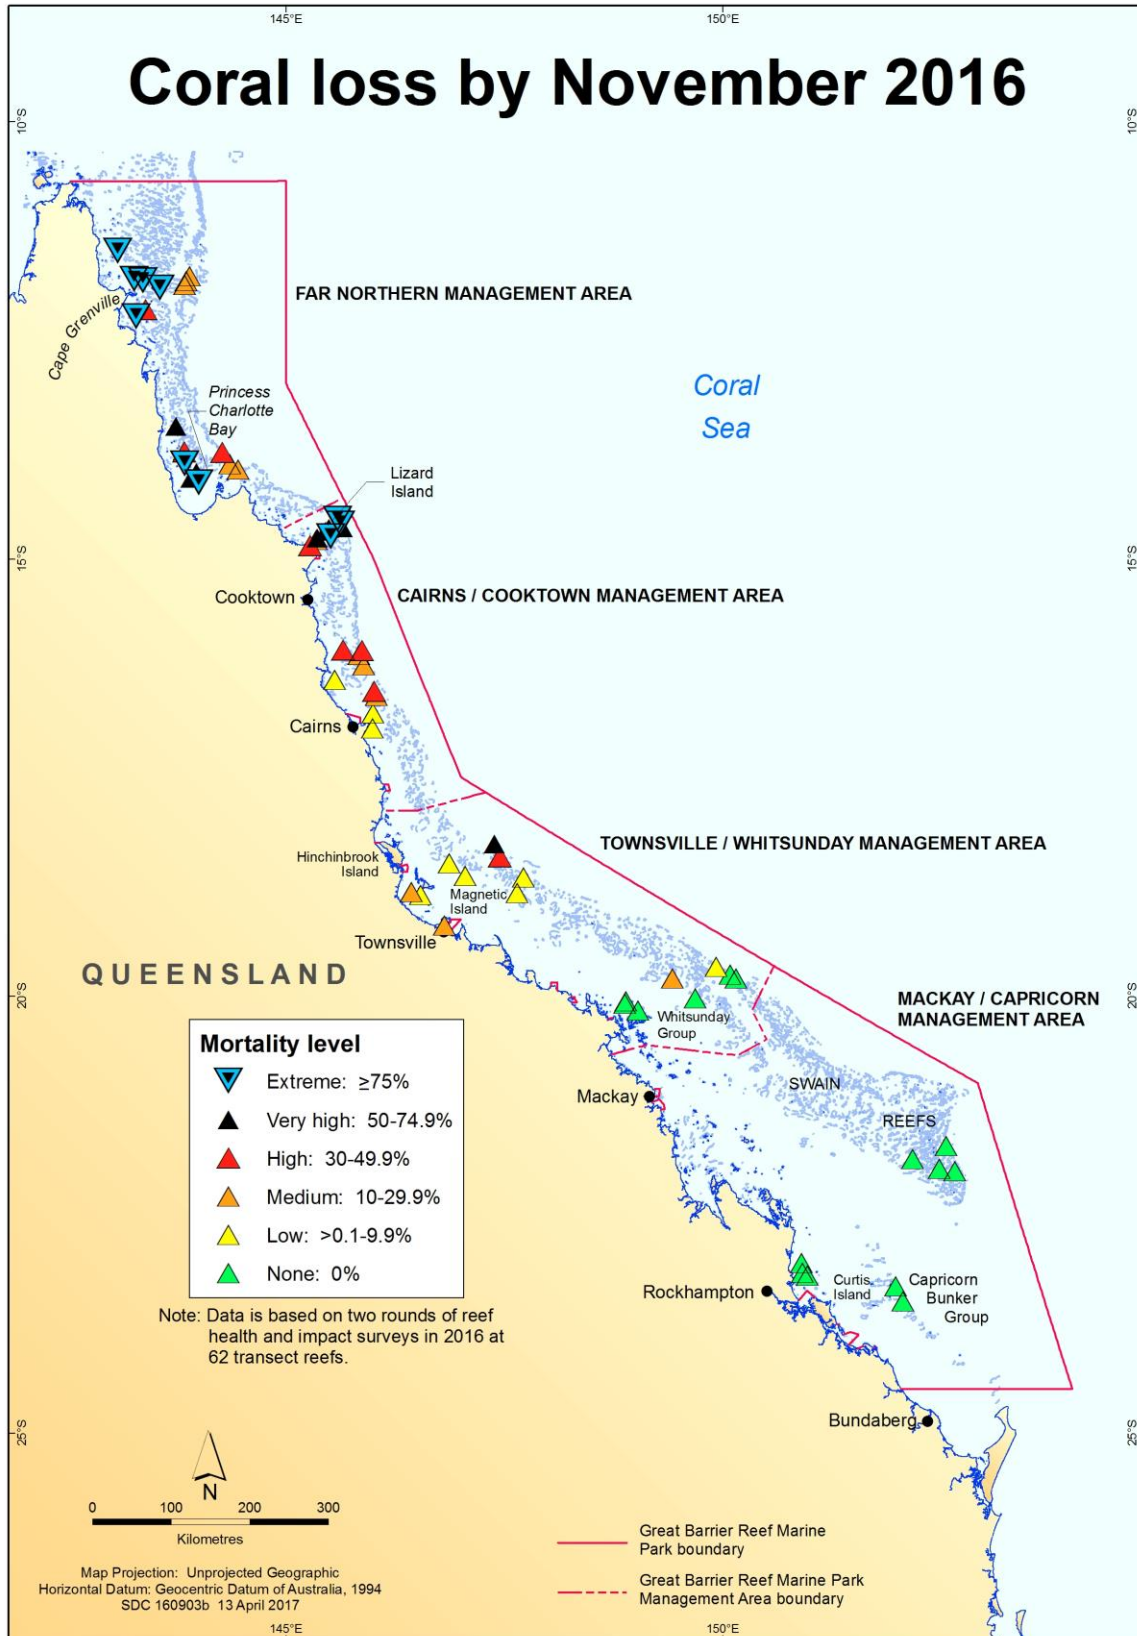 145°E
150°E
Coral loss by November 2016
10°S
10°S
FAR NORTHERN MANAGEMENT AREA
Cape Grenville
Princess
Charlotte
Bay
Coral
Sea
Lizard
Island
15°S
15°S
Cooktown
CAIRNS / COOKTOWN MANAGEMENT AREA
Cairns
TOWNSVILLE / WHITSUNDAY MANAGEMENT AREA
Hinchinbrook
Island
Magnetic
Island
Townsville
QUEENSLAND
20°S
20°S
MACKAY / CAPRICORN
MANAGEMENT AREA
Whitsunday
Group
Mortality level
Extreme: ≥75%
Very high: 50-74.9%
High: 30-49.9%
Medium: 10-29.9%
Low: >0.1-9.9%
None: 0%
SWAIN
Mackay
REEFS
Rockhampton
Curtis
Island
Capricorn
Bunker
Group
Note: Data is based on two rounds of reef
health and impact surveys in 2016 at
62 transect reefs.
Bundaberg
25°S
25°S
N
0 100 200 300
Kilometres
Map Projection: Unprojected Geographic
Horizontal Datum: Geocentric Datum of Australia, 1994
SDC 160903b 13 April 2017
Great Barrier Reef Marine
Park boundary
Great Barrier Reef Marine Park
Management Area boundary
145°E
150°E